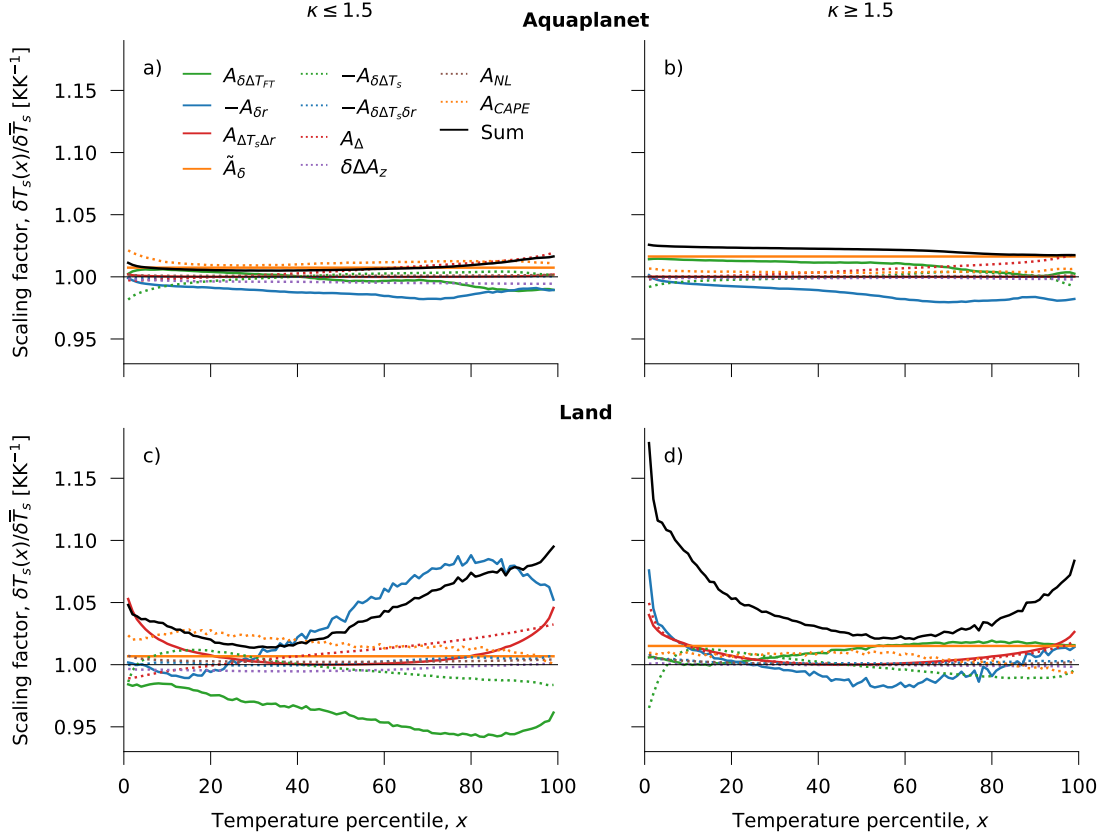 κ ≤ 1.5
κ ≥ 1.5
Aquaplanet
a)
b)
A_{δΔT_{FT}}
−A_{δr}
A_{ΔT_sΔr}
Ã_δ
−A_{δΔT_s}
−A_{δΔT_sδr}
A_Δ
δΔA_z
A_{NL}
A_{CAPE}
Sum
Scaling factor, δT_s(x)/δT̅_s [KK⁻¹]
1.15
1.10
1.05
1.00
0.95
Land
c)
d)
Scaling factor, δT_s(x)/δT̅_s [KK⁻¹]
1.15
1.10
1.05
1.00
0.95
0 20 40 60 80 100
0 20 40 60 80 100
Temperature percentile, x
Temperature percentile, x